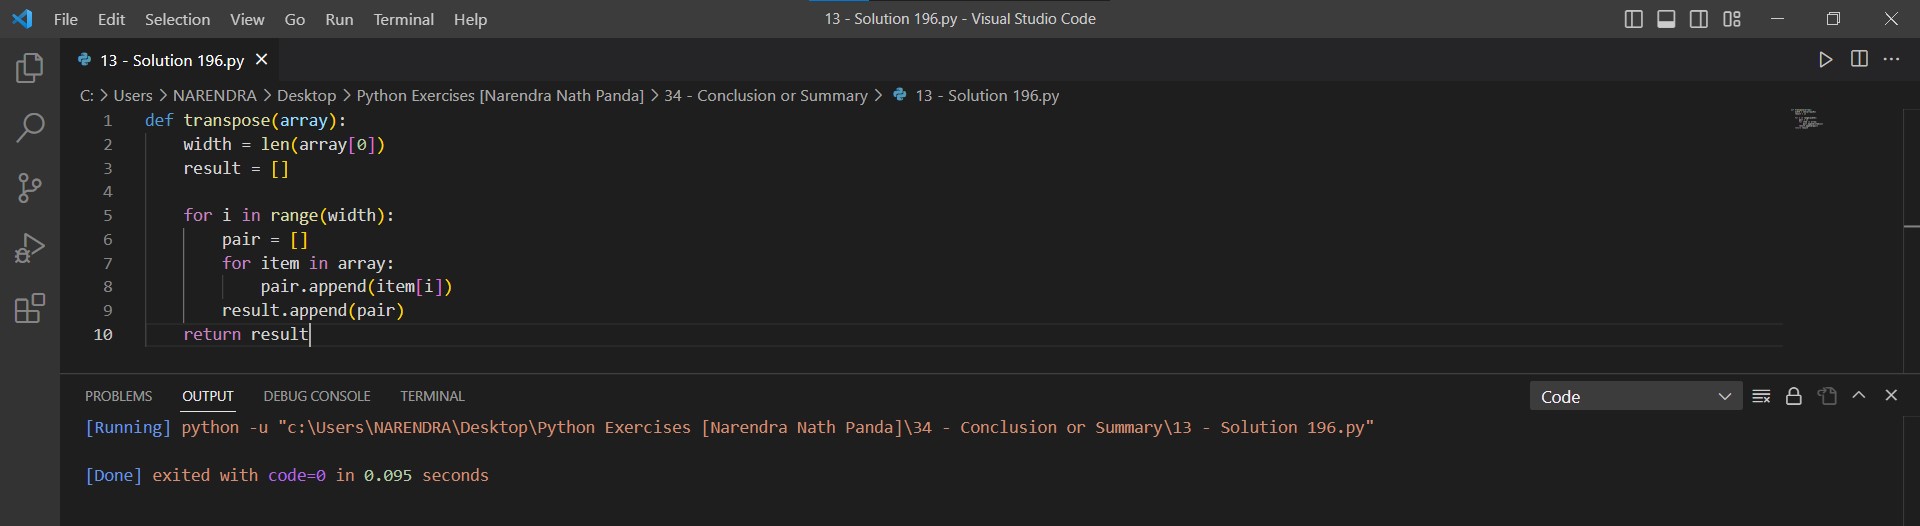 File Edit Selection View Go Run Terminal Help 13 - Solution 196.py - Visual Studio Code
13 - Solution 196.py
C: > Users > NARENDRA > Desktop > Python Exercises [Narendra Nath Panda] > 34 - Conclusion or Summary > 13 - Solution 196.py
1 def transpose(array):
2     width = len(array[0])
3     result = []
4
5     for i in range(width):
6         pair = []
7         for item in array:
8             pair.append(item[i])
9         result.append(pair)
10     return result
PROBLEMS OUTPUT DEBUG CONSOLE TERMINAL Code
[Running] python -u "c:\Users\NARENDRA\Desktop\Python Exercises [Narendra Nath Panda]\34 - Conclusion or Summary\13 - Solution 196.py"
[Done] exited with code=0 in 0.095 seconds